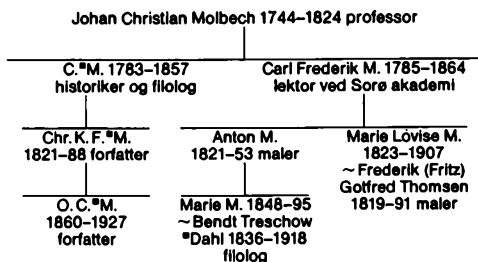 Johan Christian Molbech 1744–1824 professor
C.*M. 1783–1857
historiker og filolog
Carl Frederik M. 1785–1864
lektor ved Sorø akademi
Chr. K. F.*M.
1821–88 forfatter
Anton M.
1821–53 maler
Marie Lovise M.
1823–1907
~ Frederik (Fritz)
Gotfred Thomsen
1819–91 maler
O. C.*M.
1860–1927
forfatter
Marie M. 1848–95
~ Bendt Treschow
*Dahl 1836–1918
filolog